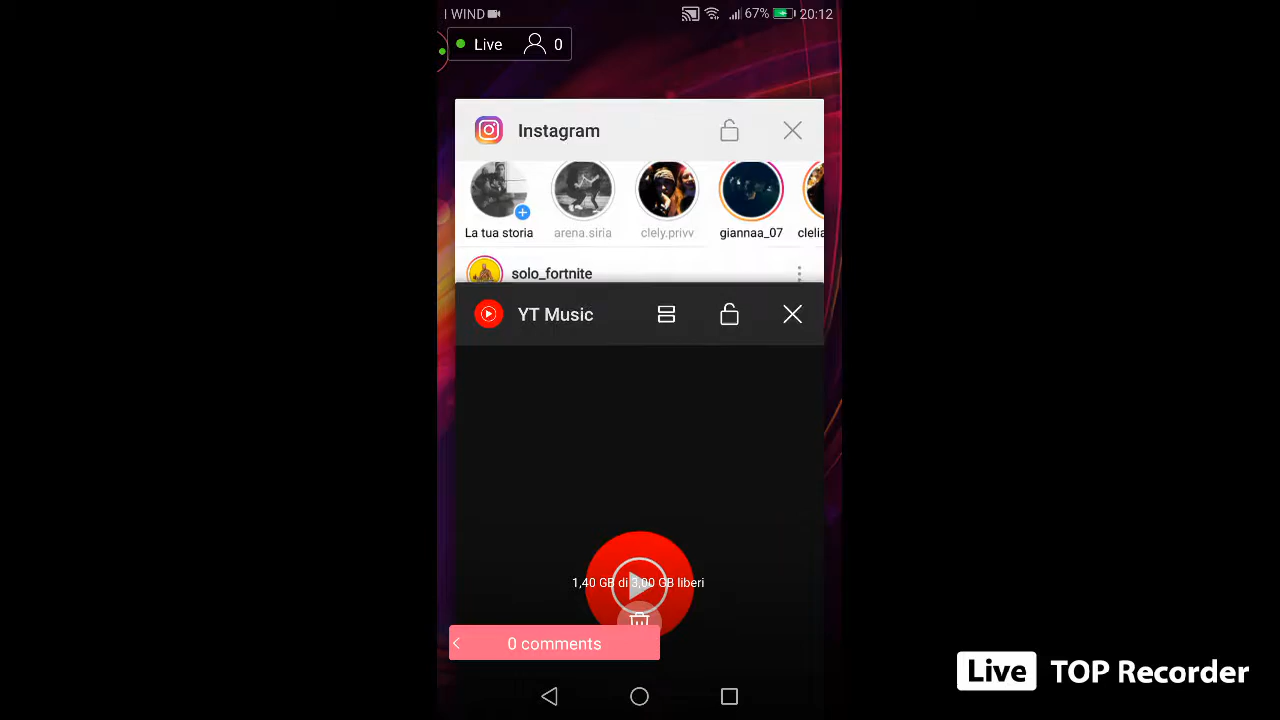 I WIND
67%
20:12
Live
0
Instagram
La tua storia
arena.siria
clely.privv
giannaa_07
clelia
solo_fortnite
YT Music
1,40 GB di 3,00 GB liberi
0 comments
Live TOP Recorder